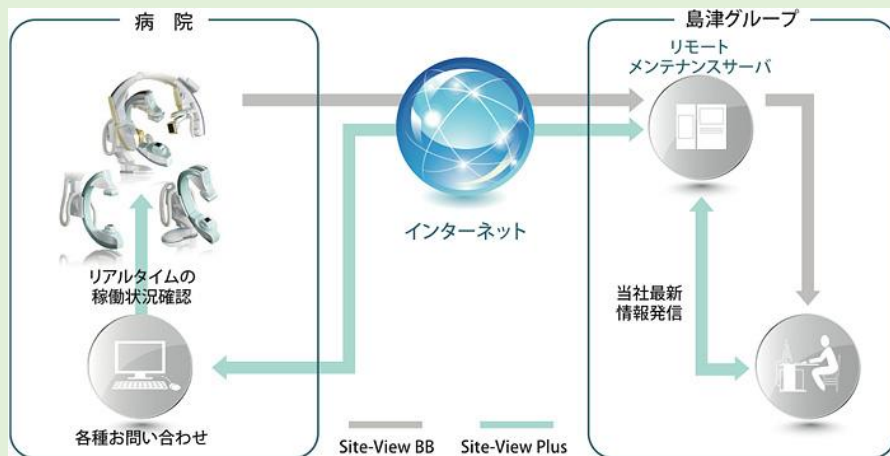 病　院
リアルタイムの
稼働状況確認
各種お問い合わせ
インターネット
島津グループ
リモート
メンテナンスサーバ
当社最新
情報発信
Site-View BB
Site-View Plus